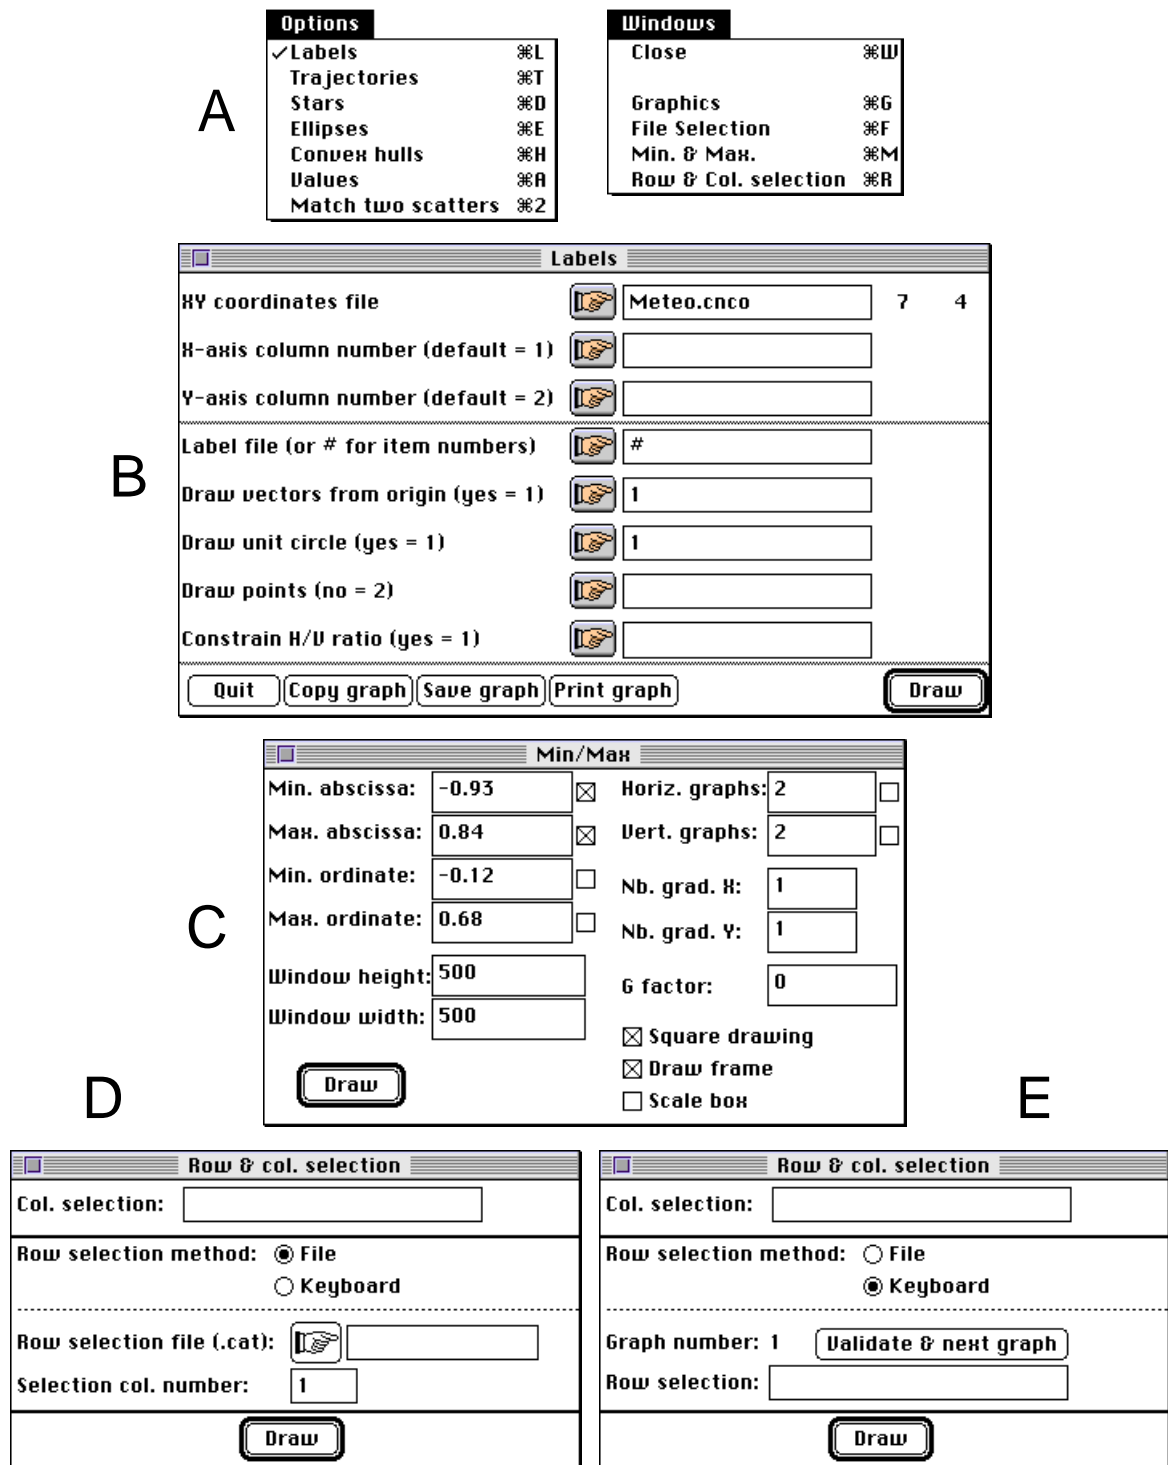 Options
✓Labels ⌘L
Trajectories ⌘T
Stars ⌘D
Ellipses ⌘E
Convex hulls ⌘H
Values ⌘A
Match two scatters ⌘2
Windows
Close ⌘W
Graphics ⌘G
File Selection ⌘F
Min. & Max. ⌘M
Row & Col. selection ⌘R
A
Labels
XY coordinates file Meteo.cnco 7 4
X-axis column number (default = 1)
Y-axis column number (default = 2)
Label file (or # for item numbers) #
Draw vectors from origin (yes = 1) 1
Draw unit circle (yes = 1) 1
Draw points (no = 2)
Constrain H/V ratio (yes = 1)
Quit Copy graph Save graph Print graph Draw
B
Min/Max
Min. abscissa: -0.93 Horiz. graphs: 2
Max. abscissa: 0.84 Vert. graphs: 2
Min. ordinate: -0.12 Nb. grad. X: 1
Max. ordinate: 0.68 Nb. grad. Y: 1
Window height: 500 G factor: 0
Window width: 500
Square drawing
Draw frame
Scale box
Draw
C
D
Row & col. selection
Col. selection:
Row selection method: File
Keyboard
Row selection file (.cat):
Selection col. number: 1
Draw
E
Row & col. selection
Col. selection:
Row selection method: File
Keyboard
Graph number: 1 Validate & next graph
Row selection:
Draw